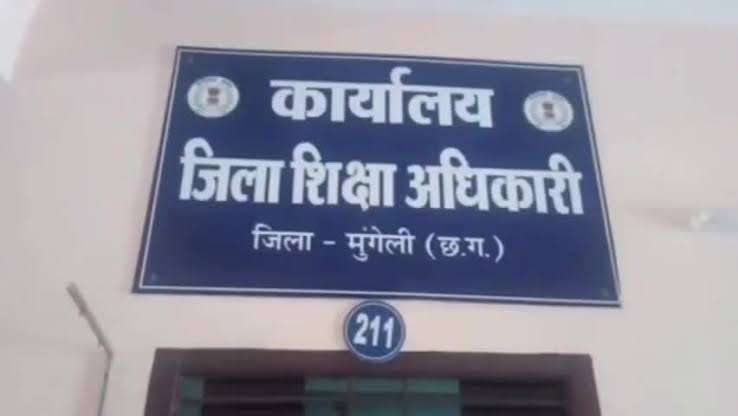 कार्यालय
जिला शिक्षा अधिकारी
जिला - मुंगेली (छ.ग.)
211